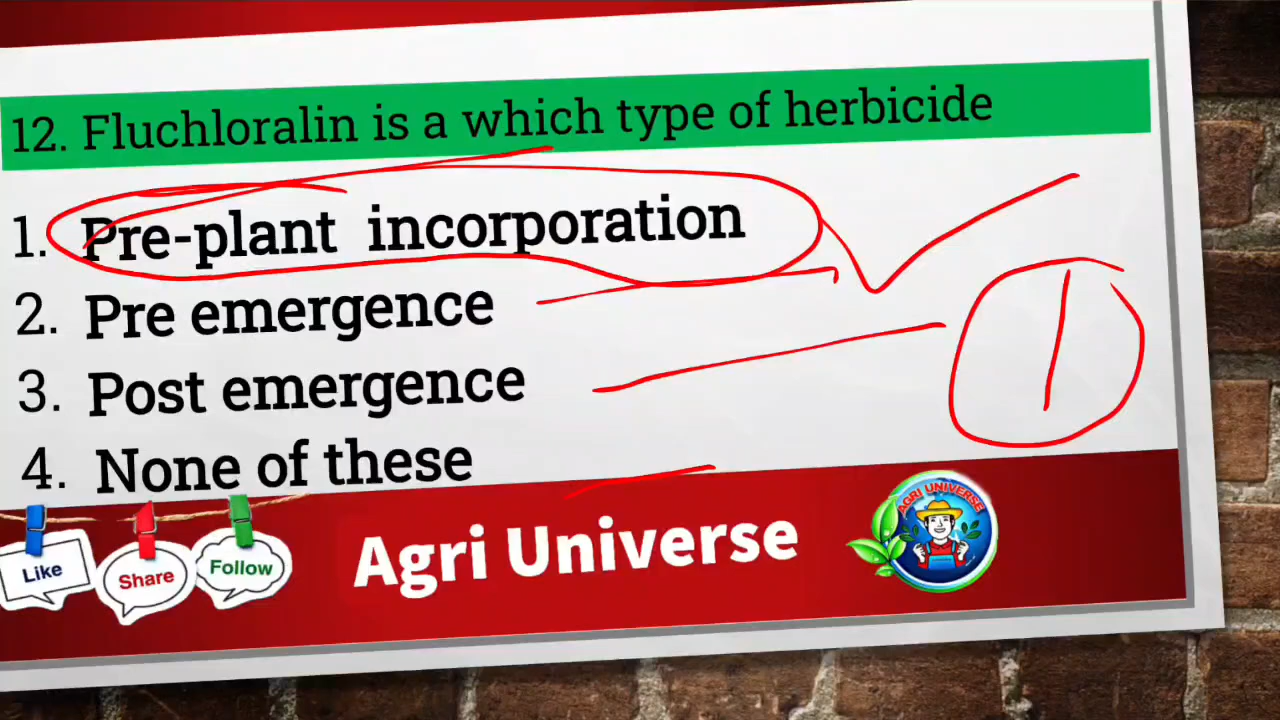 12. Fluchloralin is a which type of herbicide
1. Pre-plant incorporation
2. Pre emergence
3. Post emergence
4. None of these
1
Like
Share
Follow
Agri Universe
AGRI UNIVERSE